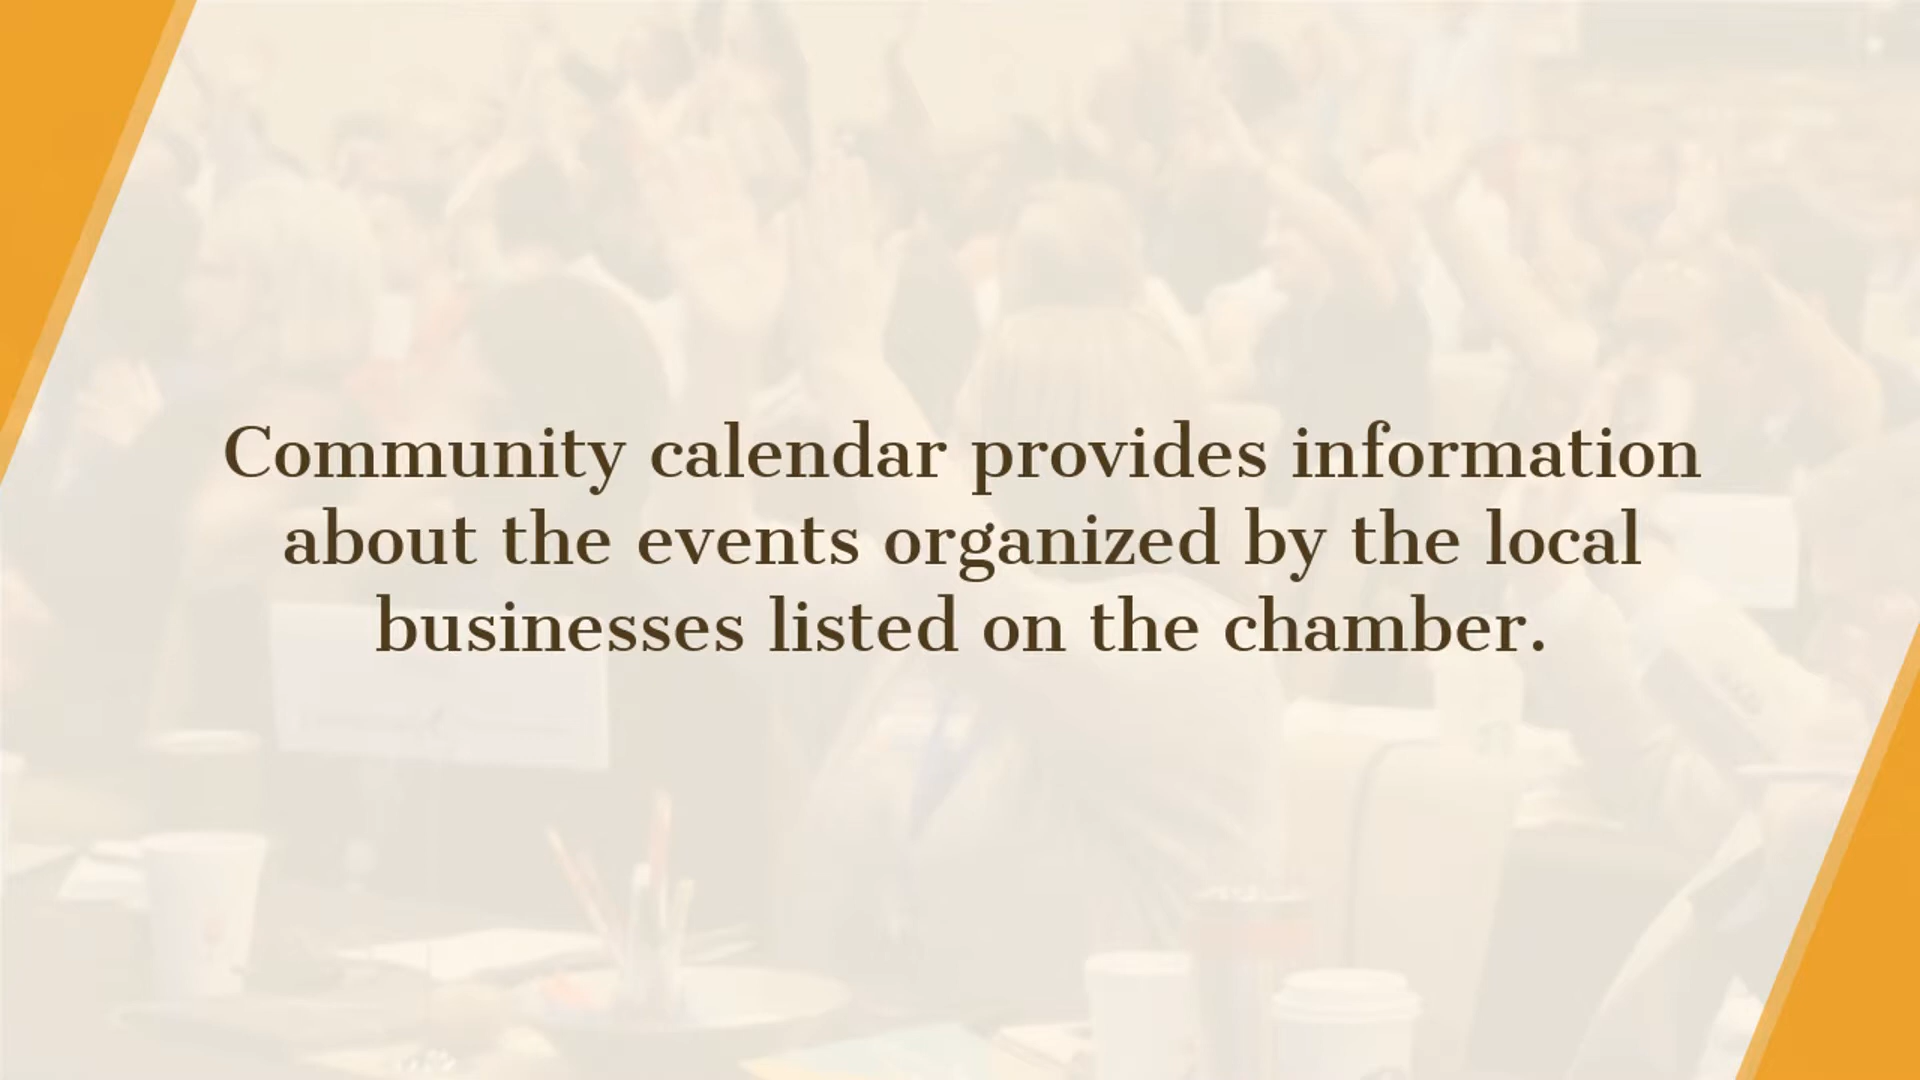 Community calendar provides information
about the events organized by the local
businesses listed on the chamber.